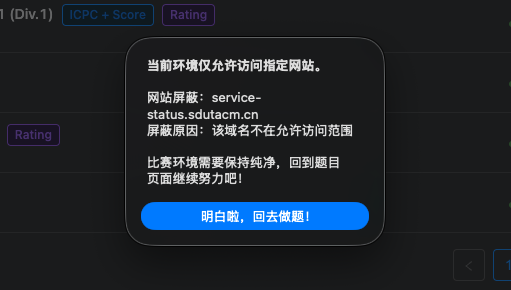 1 (Div.1) ICPC + Score Rating
当前环境仅允许访问指定网站。
网站屏蔽：service-
status.sdutacm.cn
屏蔽原因：该域名不在允许访问范围
Rating
比赛环境需要保持纯净，回到题目
页面继续努力吧！
明白啦，回去做题！